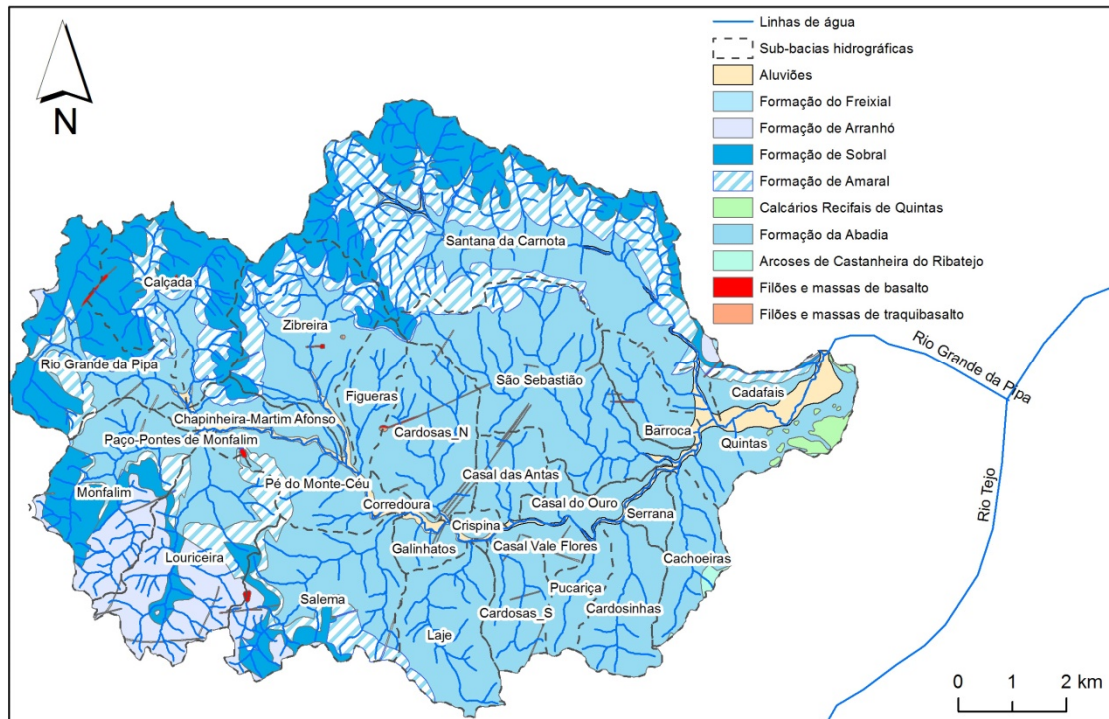 Linhas de água
Sub-bacias hidrográficas
Aluviões
Formação do Freixial
Formação de Arranhó
Formação de Sobral
Formação de Amaral
Calcários Recifais de Quintas
Formação da Abadia
Arcoses de Castanheira do Ribatejo
Filões e massas de basalto
Filões e massas de traquibasalto
N
Santana da Carnota
Calçada
Zibreira
Rio Grande da Pipa
Rio Grande da Pipa
São Sebastião
Cadafais
Figueras
Chapinheira-Martim Afonso
Cardosas_N
Barroca
Quintas
Paço-Pontes de Monfalim
Rio Tejo
Casal das Antas
Pé do Monte-Céu
Monfalim
Corredoura
Casal do Ouro
Serrana
Crispina
Galinhatos
Casal Vale Flores
Louriceira
Cachoeiras
Pucariça
Salema
Cardosas_S
Cardosinhas
Laje
0 1 2 km